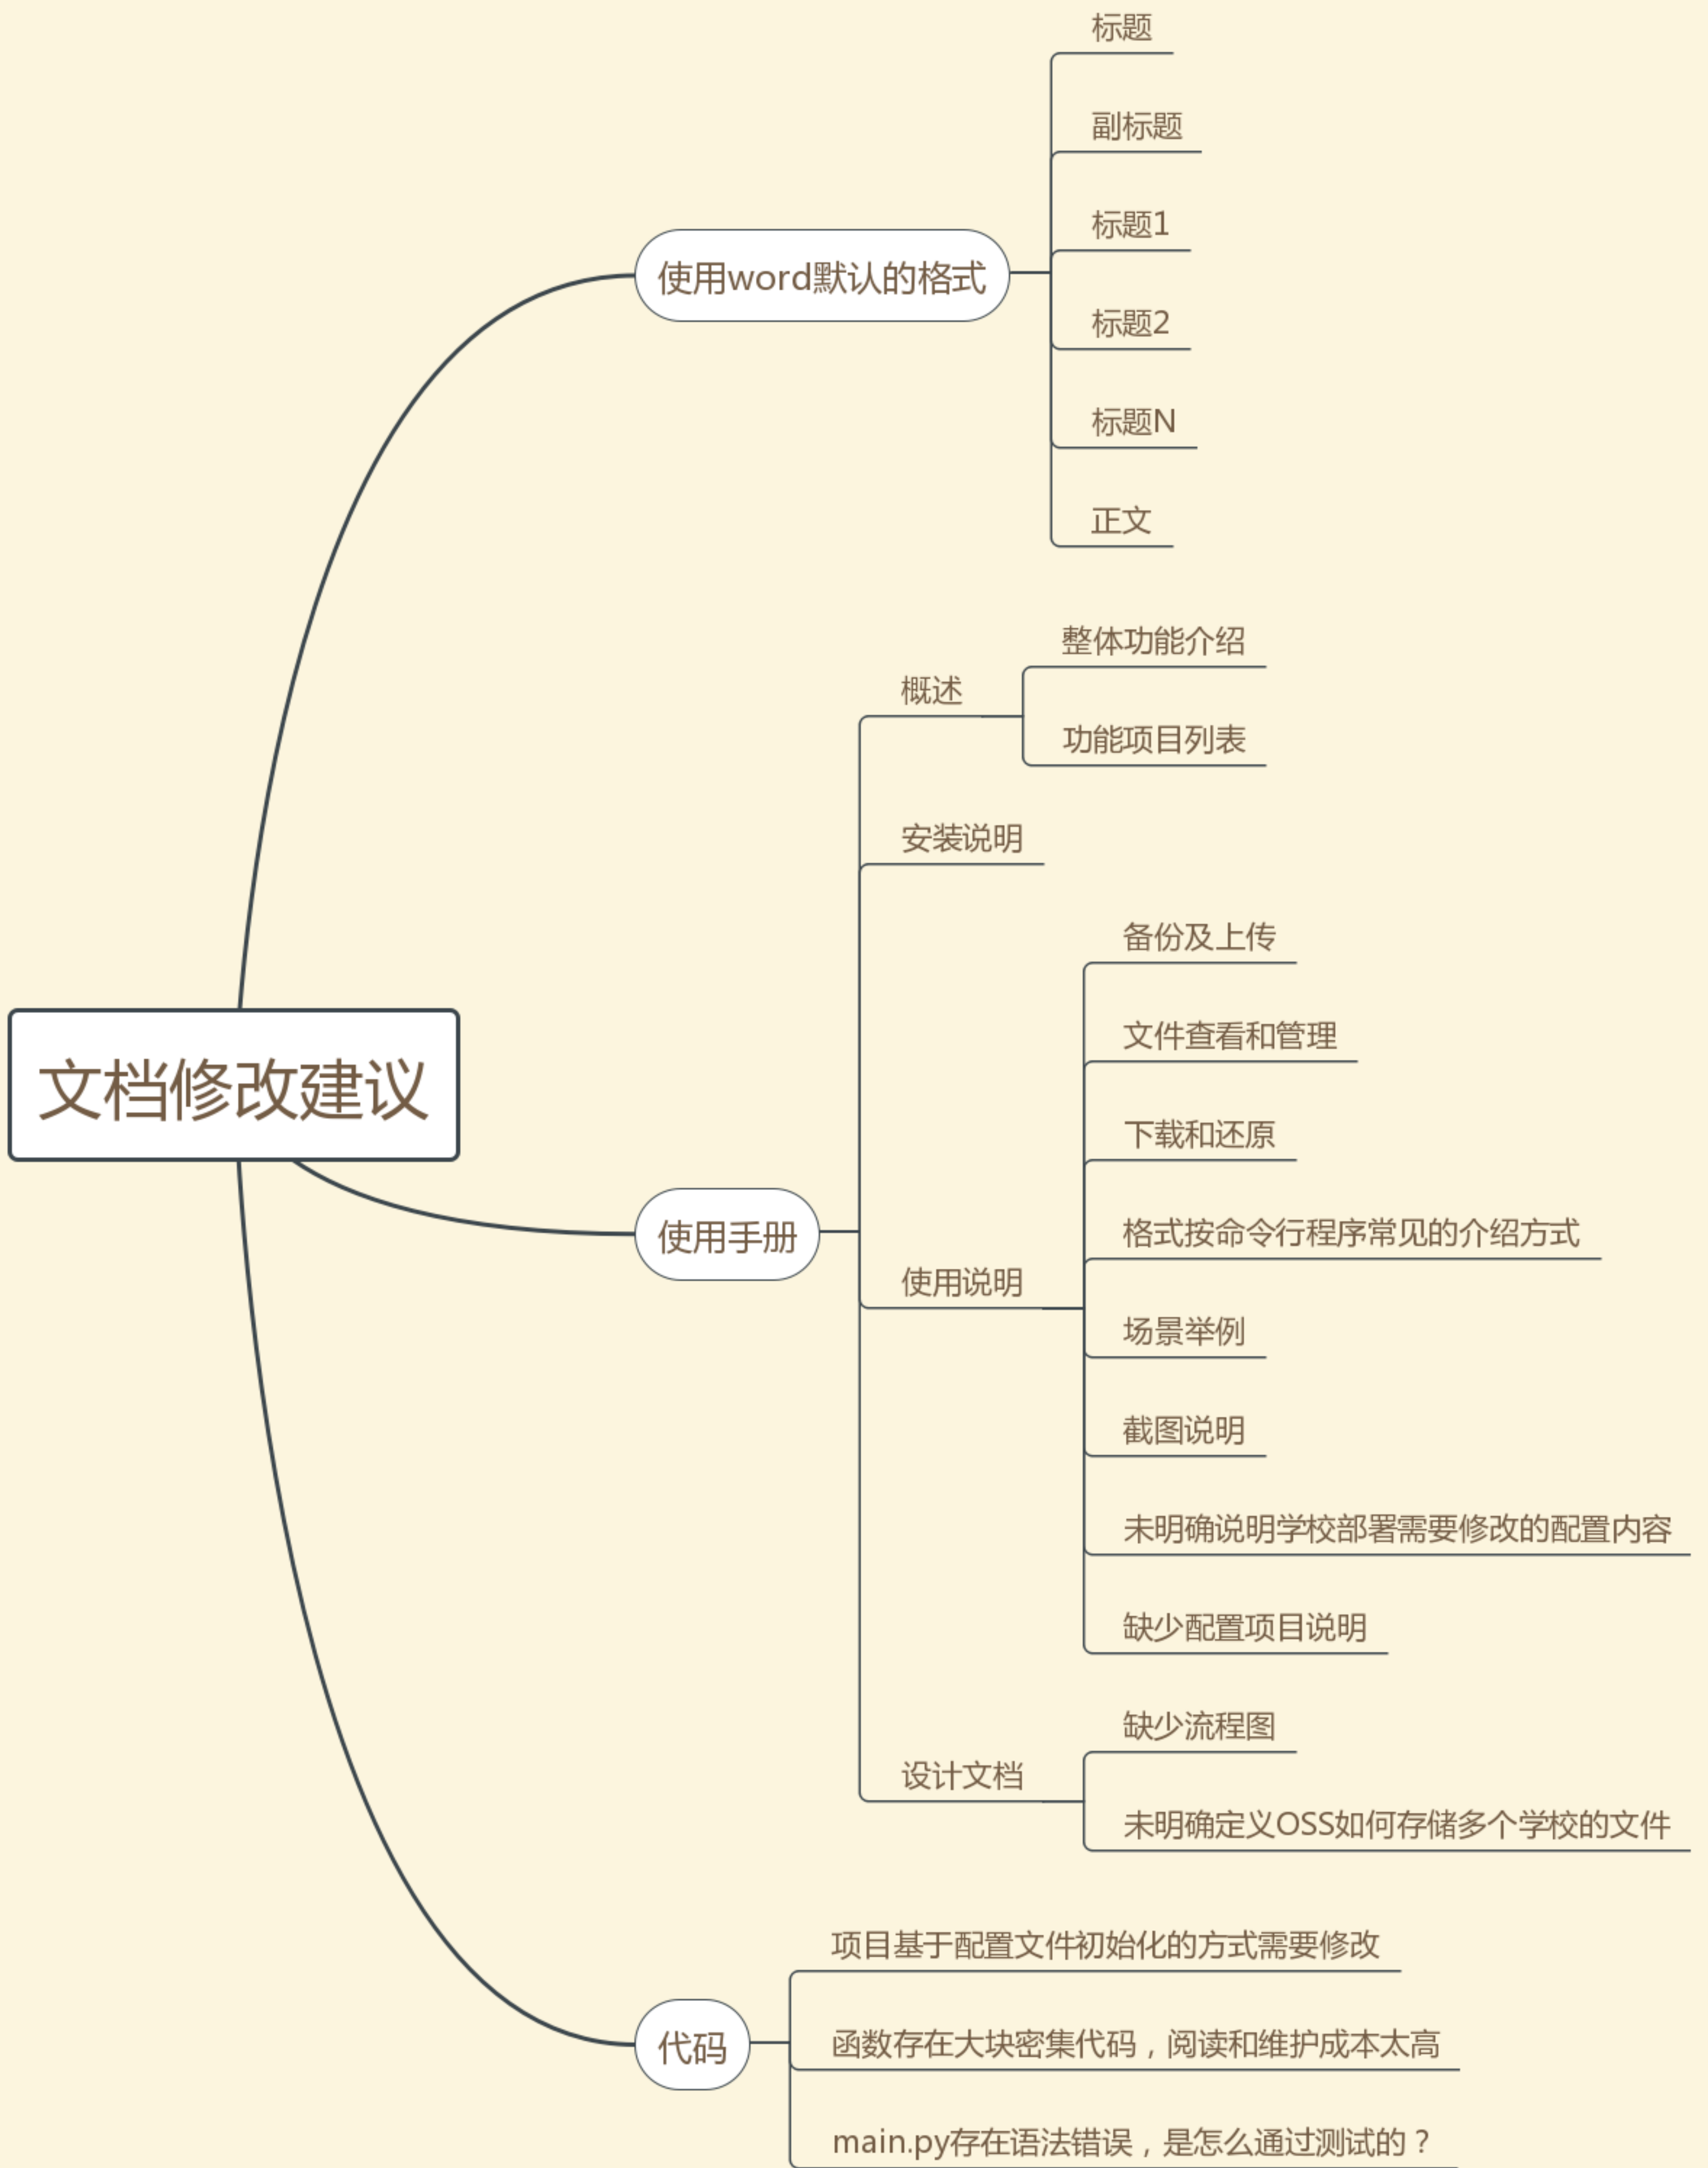 标题
副标题
标题1
使用word默认的格式
标题2
标题N
正文
整体功能介绍
概述
功能项目列表
安装说明
备份及上传
文件查看和管理
文档修改建议
下载和还原
使用手册
格式按命令行程序常见的介绍方式
使用说明
场景举例
截图说明
未明确说明学校部署需要修改的配置内容
缺少配置项目说明
缺少流程图
设计文档
未明确定义OSS如何存储多个学校的文件
项目基于配置文件初始化的方式需要修改
代码
函数存在大块密集代码，阅读和维护成本太高
main.py存在语法错误，是怎么通过测试的？